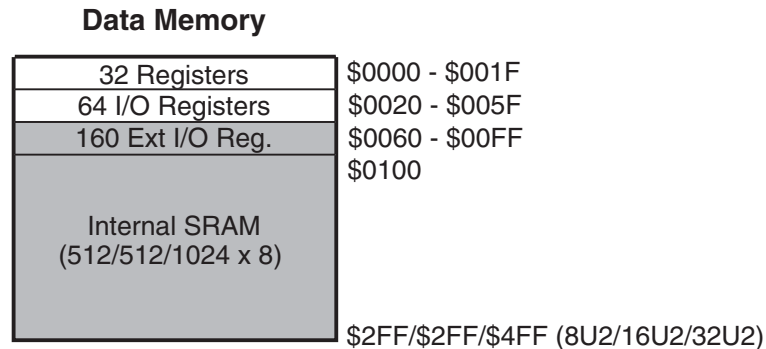 Data Memory
32 Registers $0000 - $001F
64 I/O Registers $0020 - $005F
160 Ext I/O Reg. $0060 - $00FF
$0100
Internal SRAM
(512/512/1024 x 8)
$2FF/$2FF/$4FF (8U2/16U2/32U2)